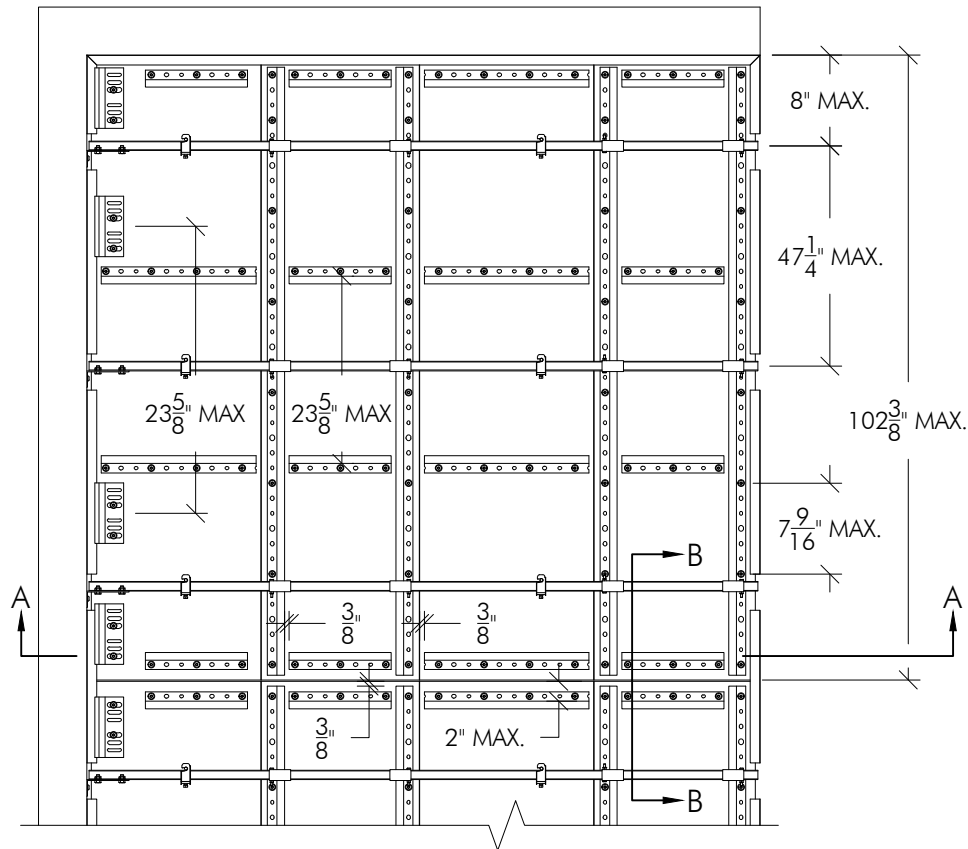 8" MAX.
47 1/4" MAX.
23 5/8" MAX
23 5/8" MAX
102 3/8" MAX.
7 9/16" MAX.
B
A
A
3/8"
3/8"
3/8"
2" MAX.
B